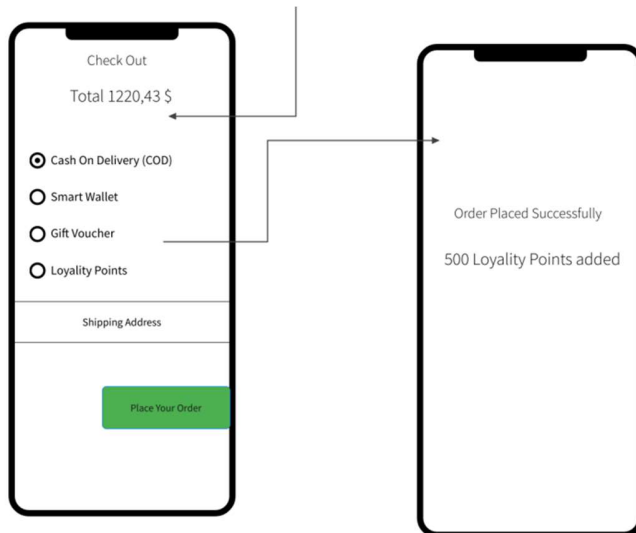 Check Out
Total 1220,43 $
Cash On Delivery (COD)
Smart Wallet
Gift Voucher
Loyality Points
Shipping Address
Place Your Order
Order Placed Successfully
500 Loyality Points added